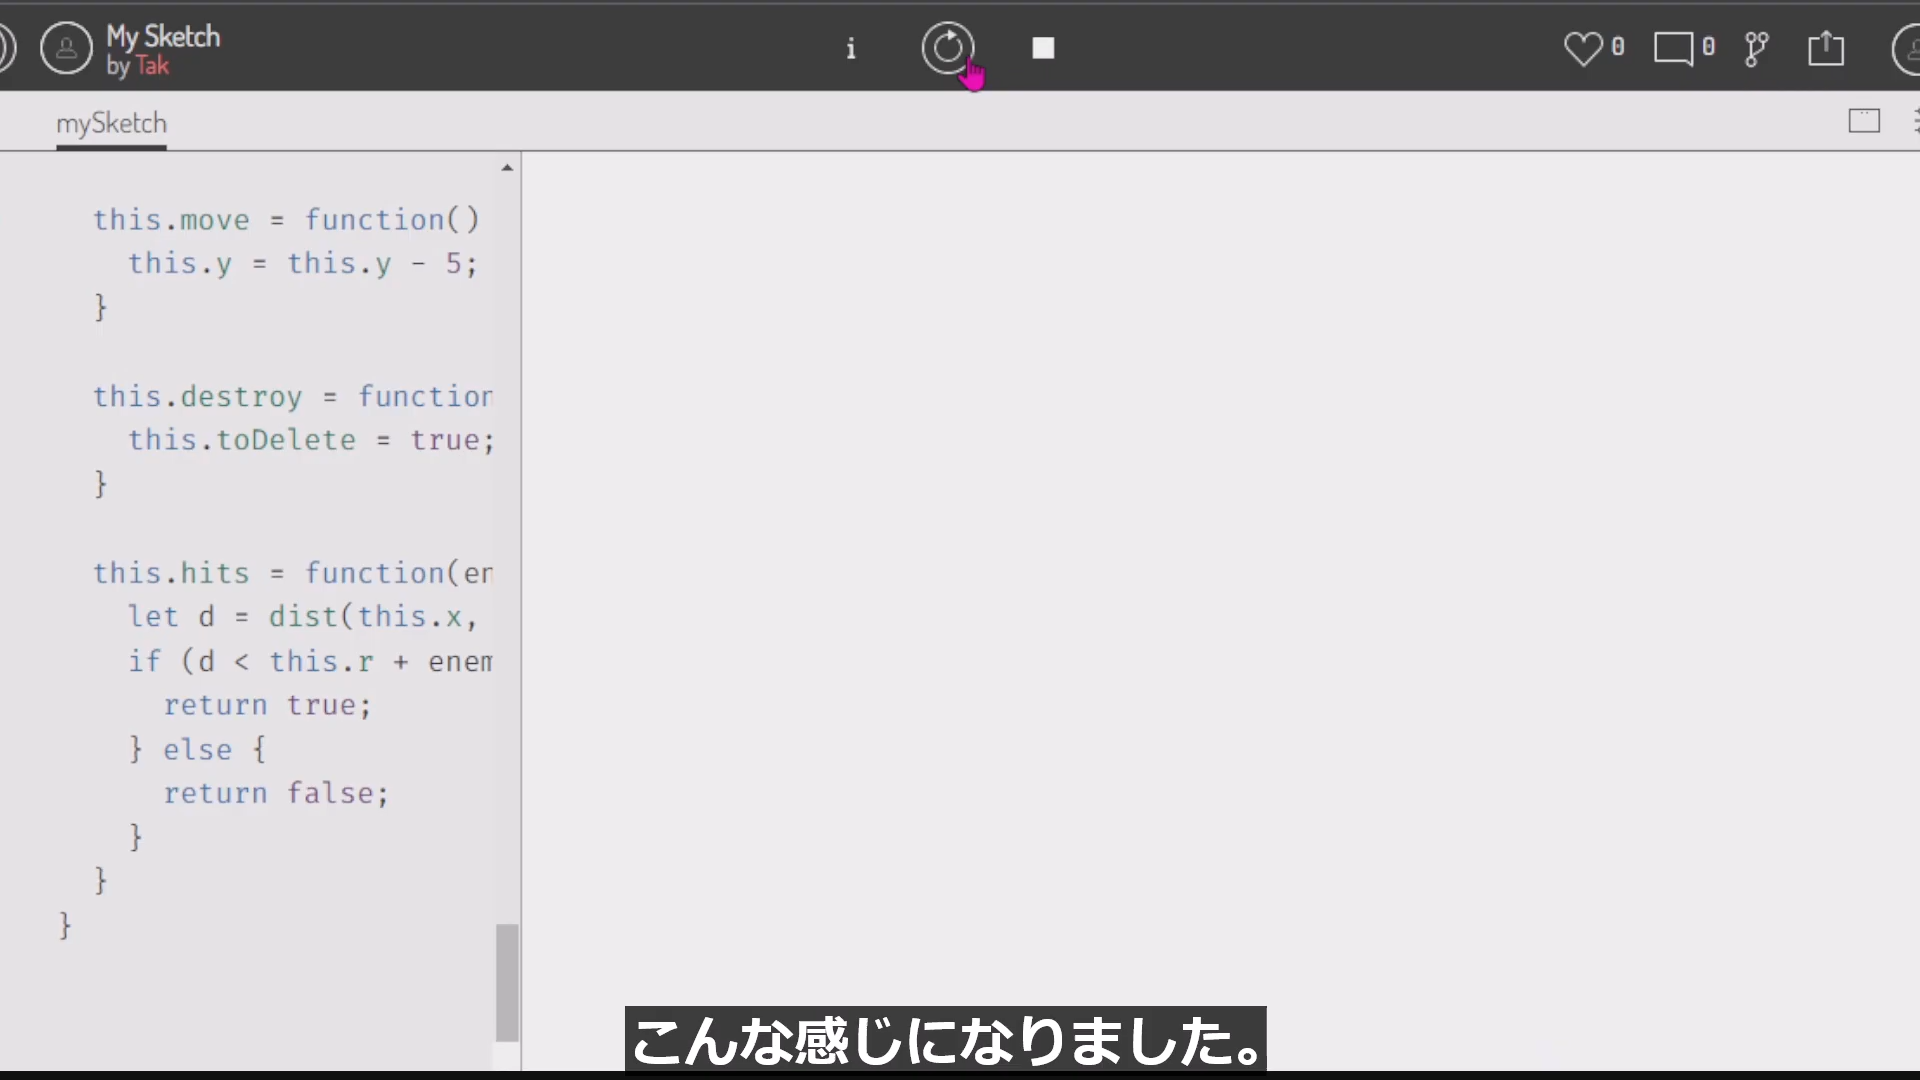 My Sketch
by Tak
i
0
0
mySketch
this.move = function()
this.y = this.y - 5;
}
this.destroy = function
this.toDelete = true;
}
this.hits = function(en
let d = dist(this.x,
if (d < this.r + enem
return true;
} else {
return false;
}
}
}
こんな感じになりました。